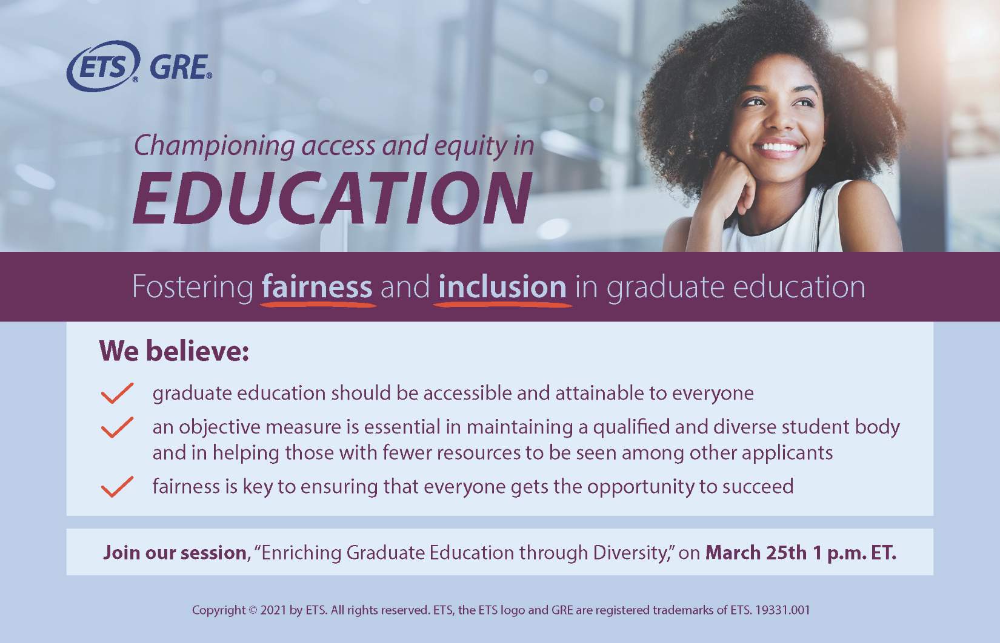 ETS® GRE®
Championing access and equity in
EDUCATION
Fostering fairness and inclusion in graduate education
We believe:
graduate education should be accessible and attainable to everyone
an objective measure is essential in maintaining a qualified and diverse student body
and in helping those with fewer resources to be seen among other applicants
fairness is key to ensuring that everyone gets the opportunity to succeed
Join our session, “Enriching Graduate Education through Diversity,” on March 25th 1 p.m. ET.
Copyright © 2021 by ETS. All rights reserved. ETS, the ETS logo and GRE are registered trademarks of ETS. 19331.001